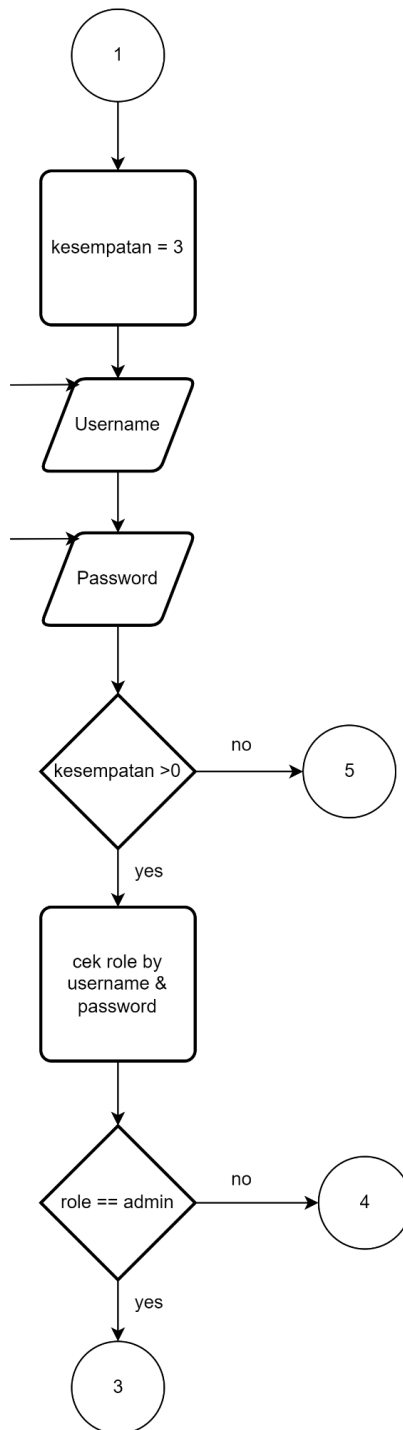 1
kesempatan = 3
Username
Password
kesempatan >0
no
5
yes
cek role by
username &
password
role == admin
no
4
yes
3